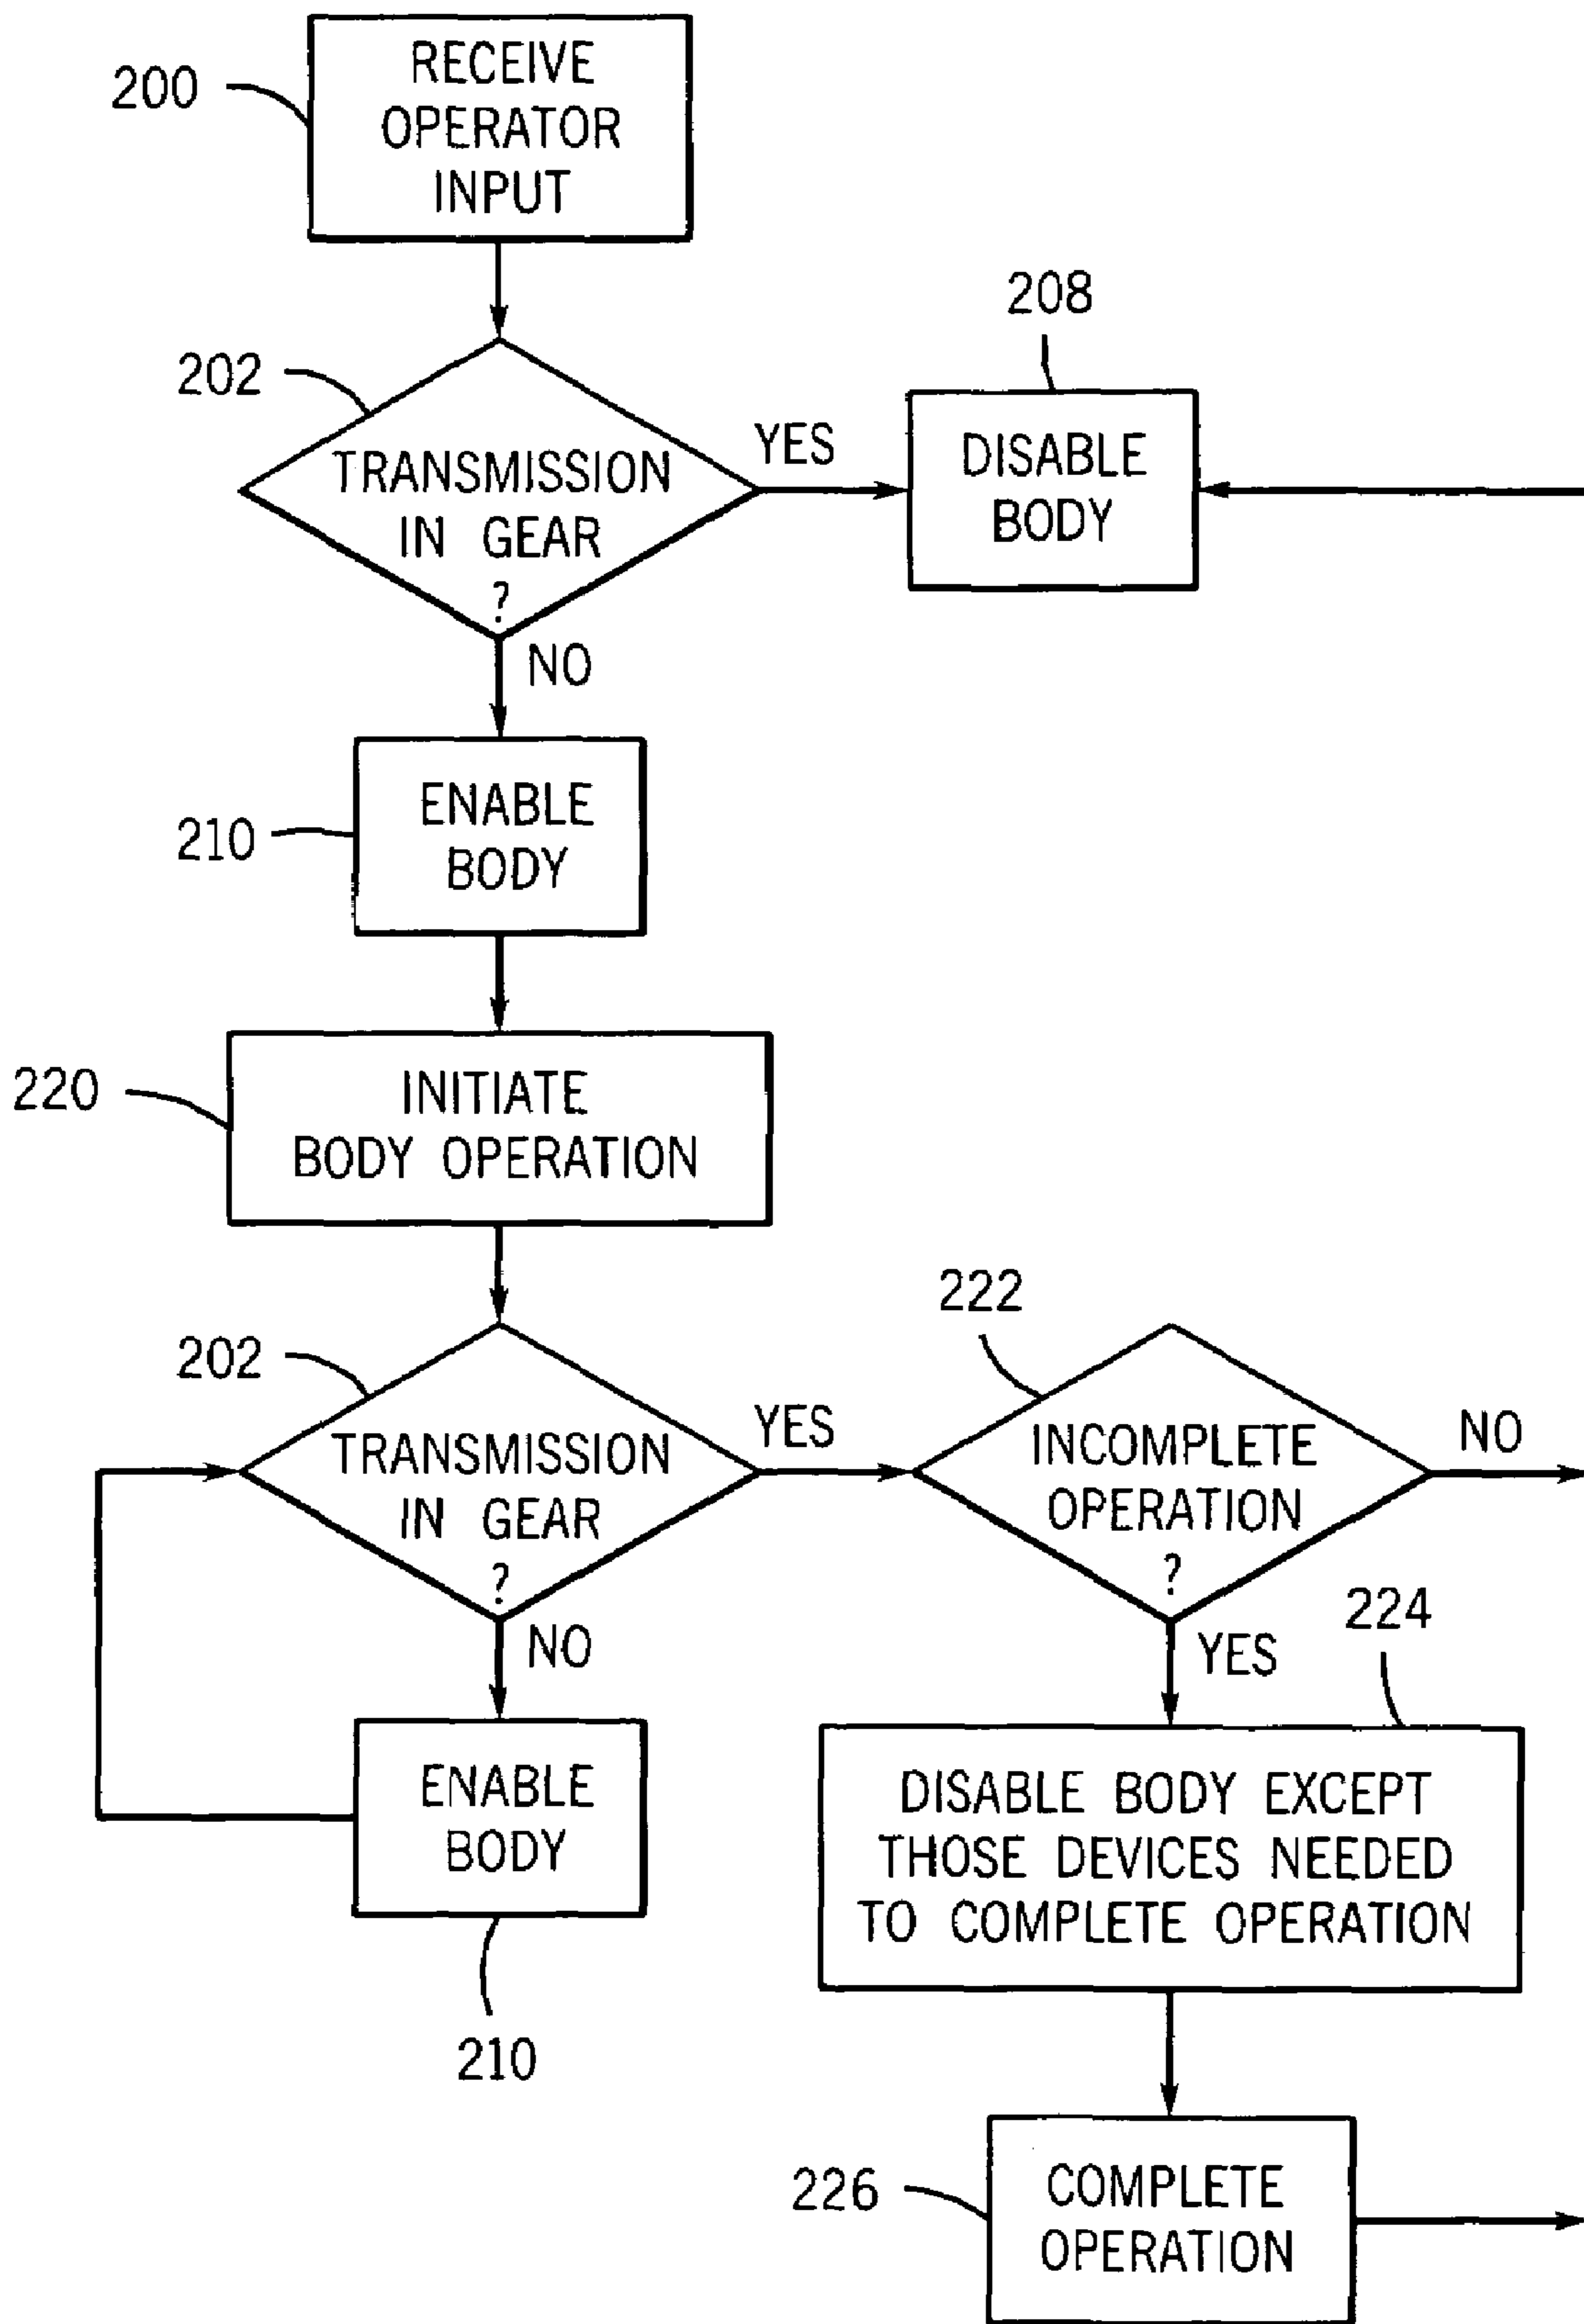 200
RECEIVE
OPERATOR
INPUT
208
202
TRANSMISSION
IN GEAR
?
YES
DISABLE
BODY
NO
210
ENABLE
BODY
220
INITIATE
BODY OPERATION
202
TRANSMISSION
IN GEAR
?
YES
222
INCOMPLETE
OPERATION
?
NO
NO
YES
224
ENABLE
BODY
210
DISABLE BODY EXCEPT
THOSE DEVICES NEEDED
TO COMPLETE OPERATION
226
COMPLETE
OPERATION